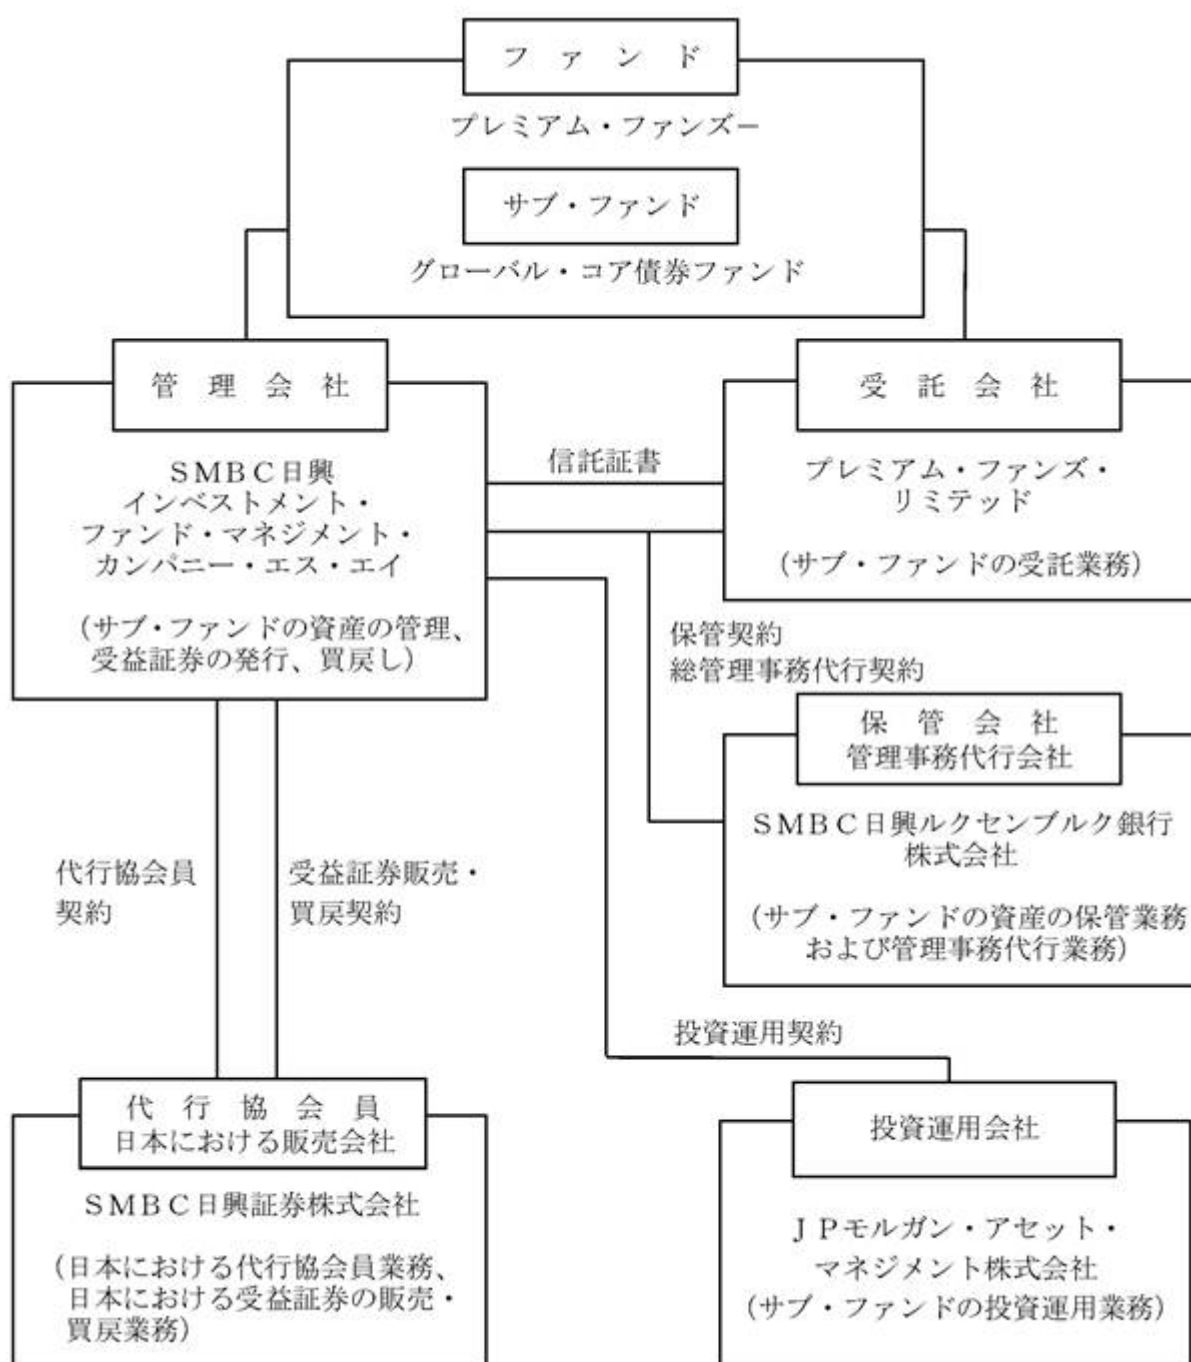 ファンド
プレミアム・ファンズ－
サブ・ファンド
グローバル・コア債券ファンド
管理会社
SMBC日興
インベストメント・
ファンド・マネジメント・
カンパニー・エス・エイ
（サブ・ファンドの資産の管理、
受益証券の発行、買戻し）
信託証書
受託会社
プレミアム・ファンズ・
リミテッド
（サブ・ファンドの受託業務）
保管契約
総管理事務代行契約
保管会社
管理事務代行会社
SMBC日興ルクセンブルク銀行
株式会社
（サブ・ファンドの資産の保管業務
および管理事務代行業務）
代行協会員
契約
受益証券販売・
買戻契約
投資運用契約
代行協会員
日本における販売会社
SMBC日興証券株式会社
（日本における代行協会員業務、
日本における受益証券の販売・
買戻業務）
投資運用会社
JPモルガン・アセット・
マネジメント株式会社
（サブ・ファンドの投資運用業務）